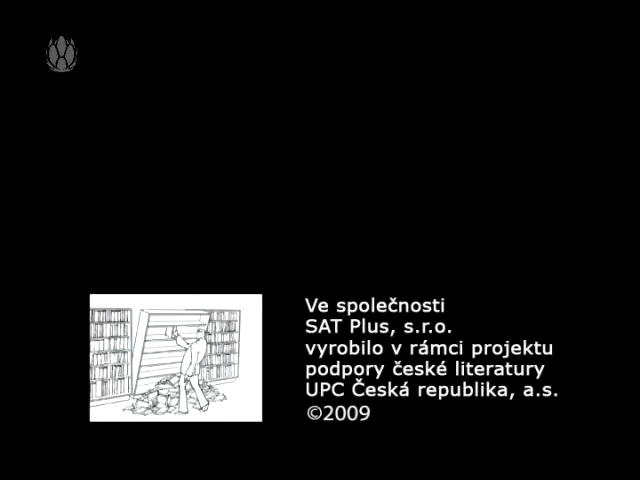 Ve společnosti
SAT Plus, s.r.o.
vyrobilo v rámci projektu
podpory české literatury
UPC Česká republika, a.s.
©2009